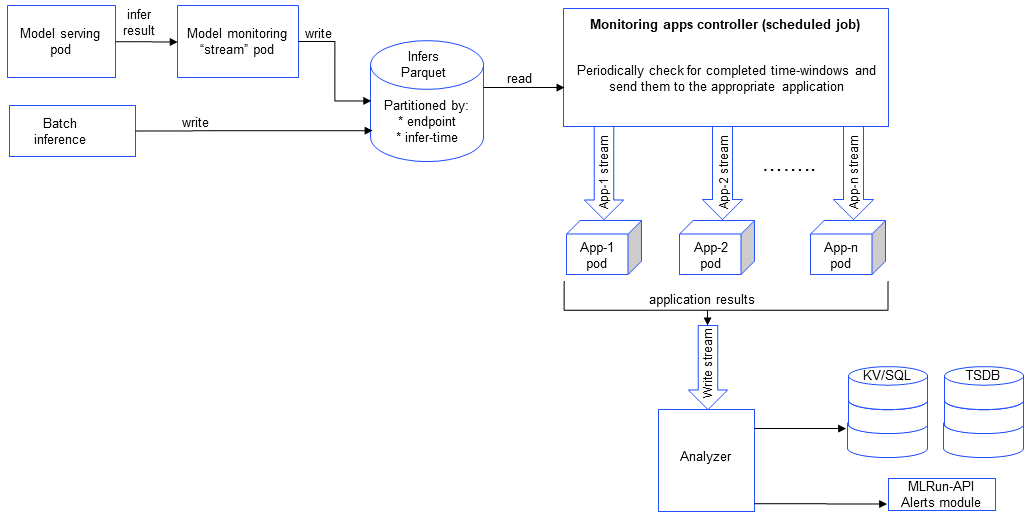 Model serving
pod
infer
result
Model monitoring
“stream” pod
write
Batch
inference
write
Infers
Parquet
Partitioned by:
* endpoint
* infer-time
read
Monitoring apps controller (scheduled job)
Periodically check for completed time-windows and
send them to the appropriate application
App-1 stream
App-2 stream
........
App-n stream
App-1
pod
App-2
pod
App-n
pod
application results
Write stream
Analyzer
KV/SQL
TSDB
MLRun-API
Alerts module